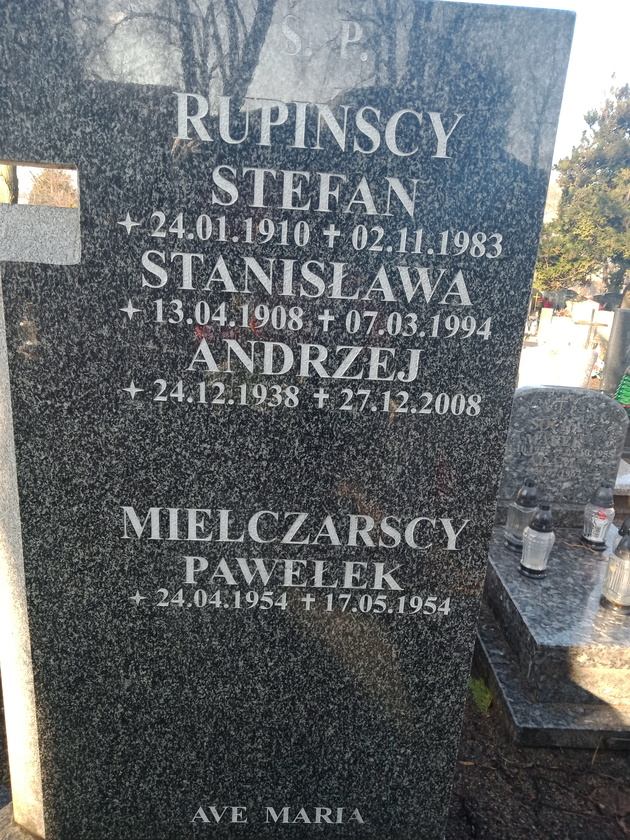 Ś. P.
RUPIŃSCY
STEFAN
✦ 24.01.1910 ✝ 02.11.1983
STANISŁAWA
✦ 13.04.1908 ✝ 07.03.1994
ANDRZEJ
✦ 24.12.1938 ✝ 27.12.2008
MIELCZARSCY
PAWEŁEK
✦ 24.04.1954 ✝ 17.05.1954
AVE MARIA